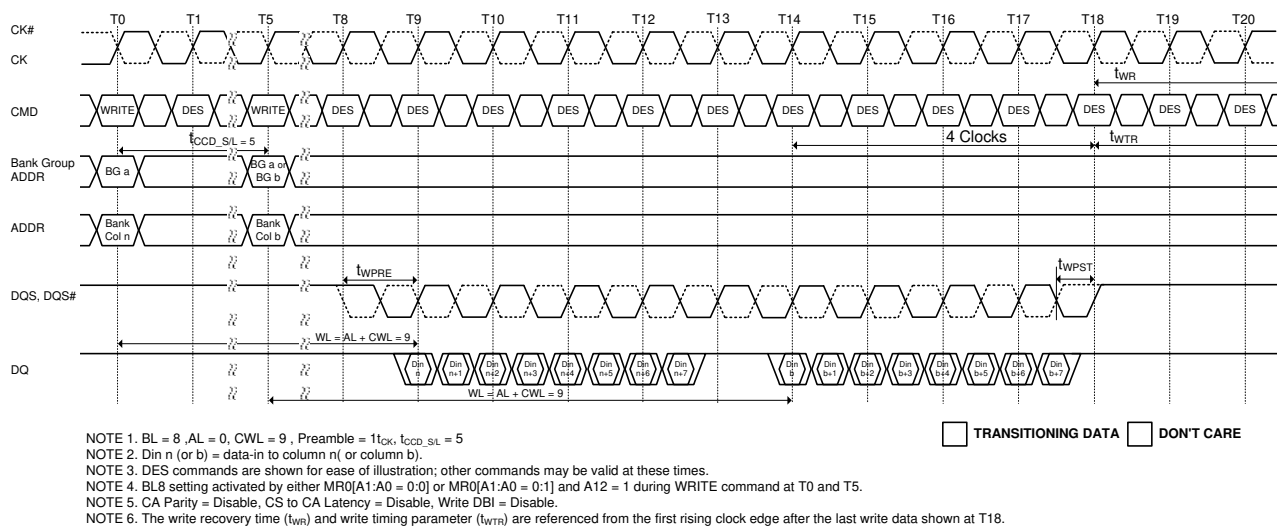 T0 T1 T5 T8 T9 T10 T11 T12 T13 T14 T15 T16 T17 T18 T19 T20
CK#
CK
tWR
CMD
WRITE DES WRITE DES DES DES DES DES DES DES DES DES DES DES DES DES
tCCD_S/L = 5
4 Clocks
tWTR
Bank Group
ADDR
BG a
BG a or
BG b
ADDR
Bank
Col n
Bank
Col b
tWPRE
tWPST
DQS, DQS#
WL = AL + CWL = 9
DQ
Din
n
Din
n+1
Din
n+2
Din
n+3
Din
n+4
Din
n+5
Din
n+6
Din
n+7
Din
b
Din
b+1
Din
b+2
Din
b+3
Din
b+4
Din
b+5
Din
b+6
Din
b+7
WL = AL + CWL = 9
TRANSITIONING DATA DON'T CARE
NOTE 1. BL = 8 ,AL = 0, CWL = 9 , Preamble = 1tCK, tCCD_S/L = 5
NOTE 2. Din n ( or b) = data-in to column n( or column b).
NOTE 3. DES commands are shown for ease of illustration; other commands may be valid at these times.
NOTE 4. BL8 setting activated by either MR0[A1:A0 = 0:0] or MR0[A1:A0 = 0:1] and A12 = 1 during WRITE command at T0 and T5.
NOTE 5. CA Parity = Disable, CS to CA Latency = Disable, Write DBI = Disable.
NOTE 6. The write recovery time (tWR) and write timing parameter (tWTR) are referenced from the first rising clock edge after the last write data shown at T18.